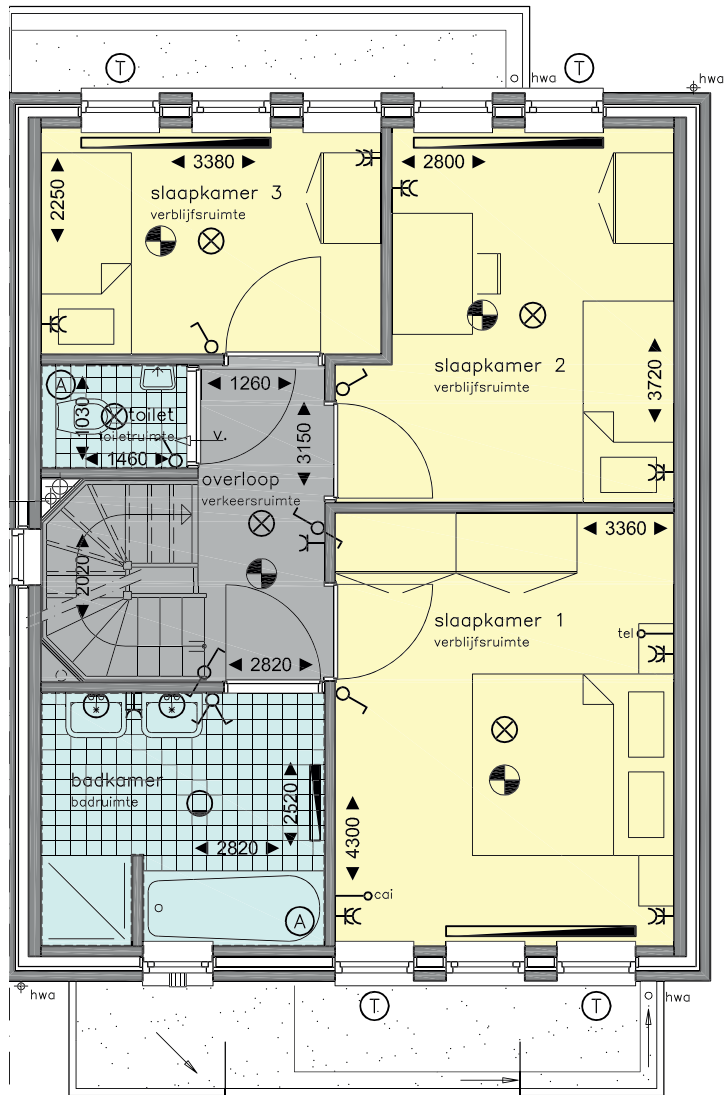 T
T
hwa
hwa
3380
2800
2250
slaapkamer 3
verblijfsruimte
slaapkamer 2
verblijfsruimte
3720
A
1260
1030
toilet
toiletruimte
v.
1460
3150
overloop
verkeersruimte
3360
2020
slaapkamer 1
verblijfsruimte
tel
2820
badkamer
badruimte
2520
2820
4300
cai
A
hwa
T
T
hwa